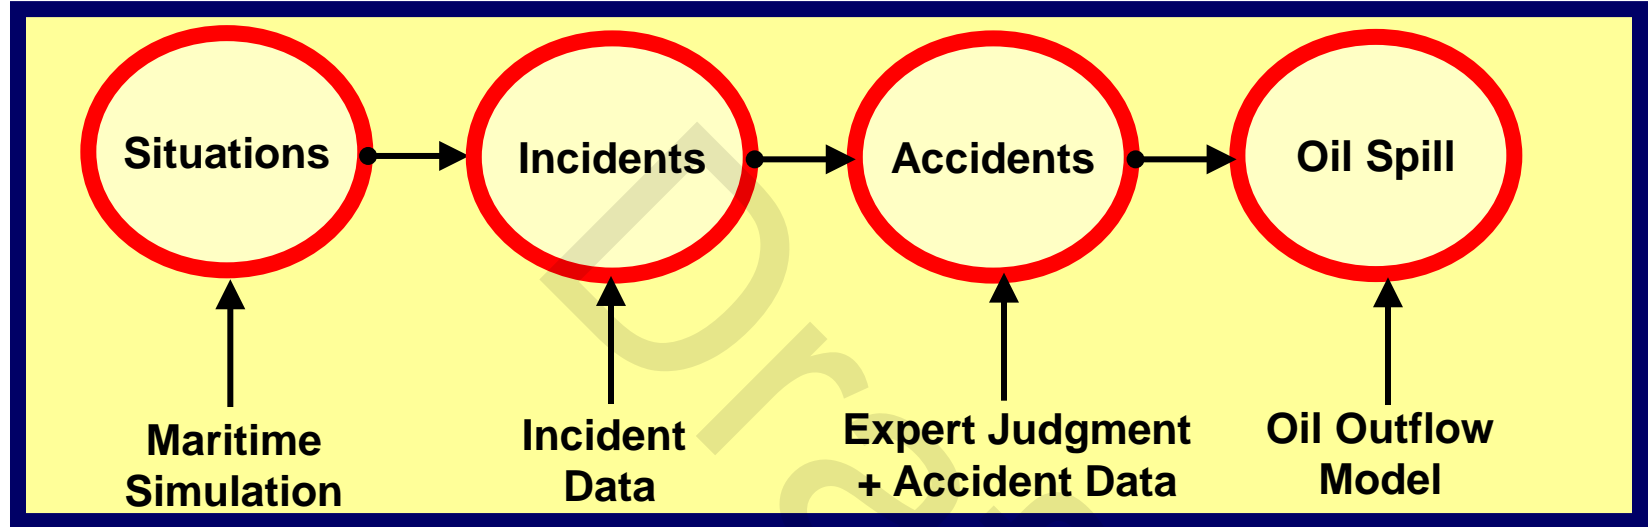 Situations
Incidents
Accidents
Oil Spill
Maritime
Simulation
Incident
Data
Expert Judgment
+ Accident Data
Oil Outflow
Model